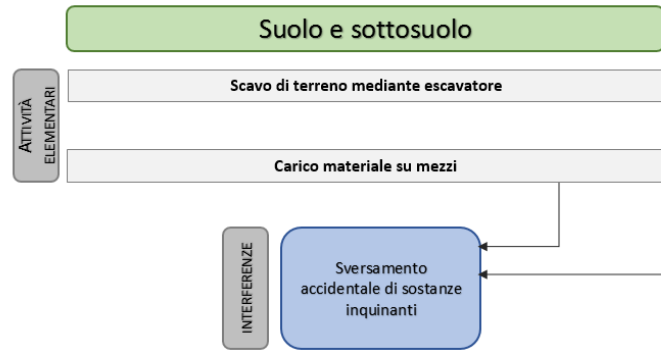 Suolo e sottosuolo
ATTIVITÀ
ELEMENTARI
Scavo di terreno mediante escavatore
Carico materiale su mezzi
INTERFERENZE
Sversamento
accidentale di sostanze
inquinanti